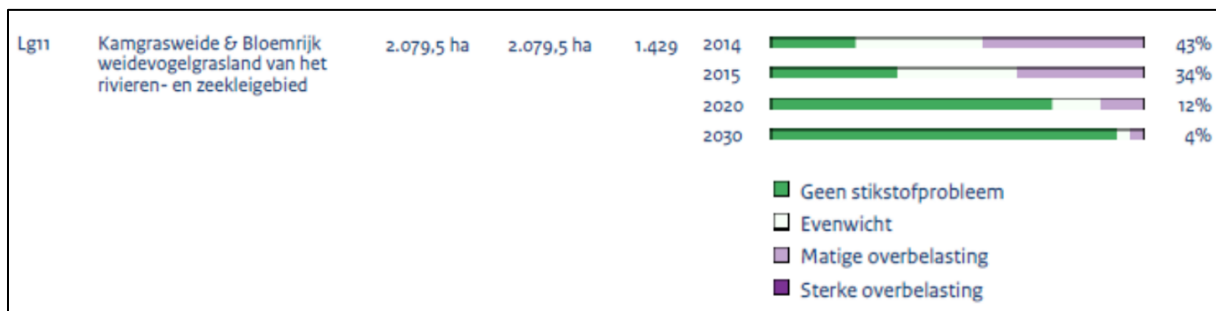 Lg11 Kamgrasweide & Bloemrijk 2.079,5 ha 2.079,5 ha 1.429 2014 43%
weidevogelgrasland van het 2015 34%
rivieren- en zeekleigebied
2020 12%
2030 4%
Geen stikstofprobleem
Evenwicht
Matige overbelasting
Sterke overbelasting